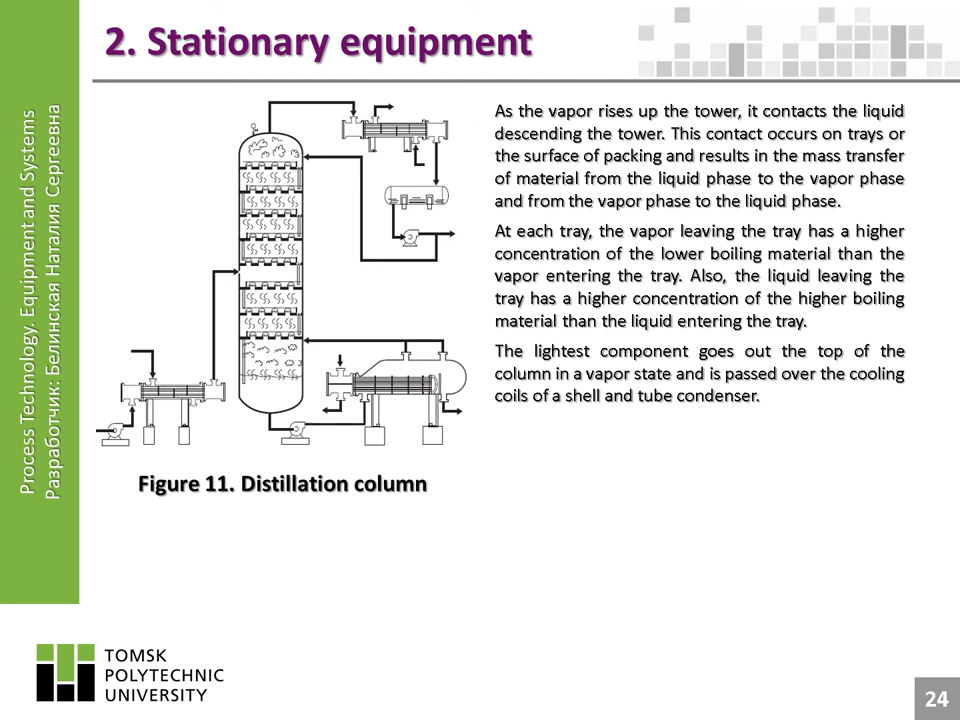 2. Stationary equipment
Process Technology. Equipment and Systems
Разработчик: Белинская Наталия Сергеевна
As the vapor rises up the tower, it contacts the liquid
descending the tower. This contact occurs on trays or
the surface of packing and results in the mass transfer
of material from the liquid phase to the vapor phase
and from the vapor phase to the liquid phase.
At each tray, the vapor leaving the tray has a higher
concentration of the lower boiling material than the
vapor entering the tray. Also, the liquid leaving the
tray has a higher concentration of the higher boiling
material than the liquid entering the tray.
The lightest component goes out the top of the
column in a vapor state and is passed over the cooling
coils of a shell and tube condenser.
Figure 11. Distillation column
TOMSK
POLYTECHNIC
UNIVERSITY
24